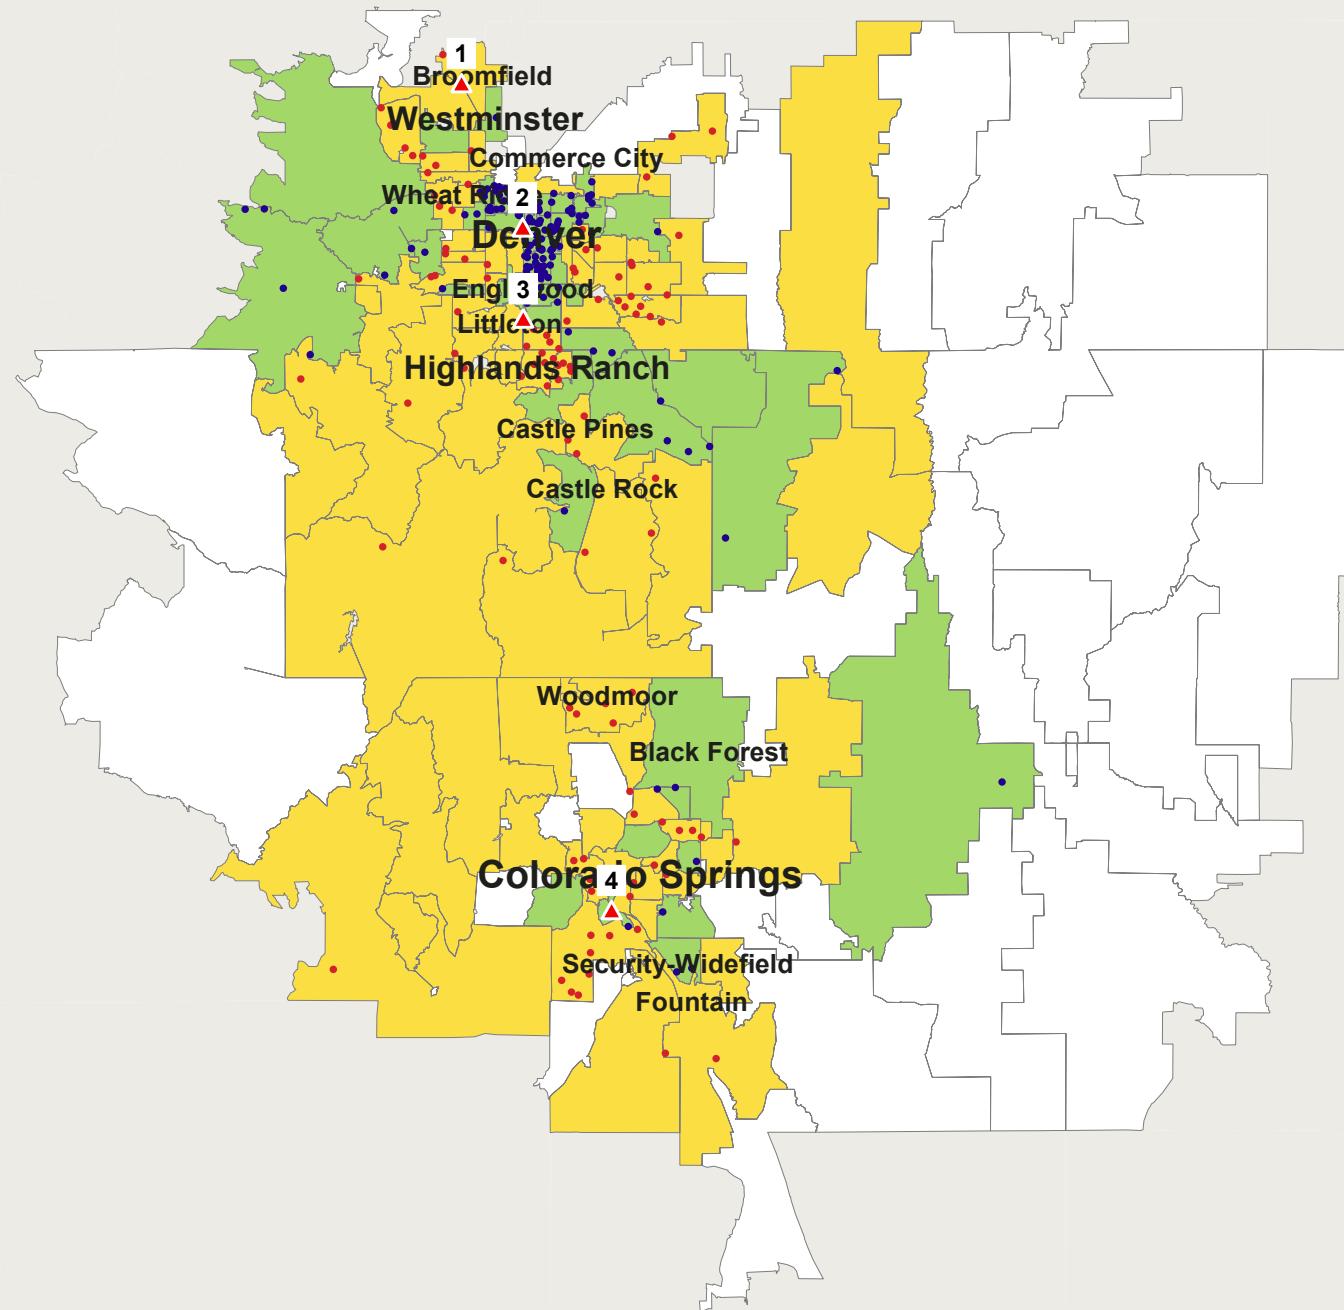 1
Broomfield
Westminster
Commerce City
Wheat Ridge
2
Denver
3
Englewood
Littleton
Highlands Ranch
Castle Pines
Castle Rock
Woodmoor
Black Forest
Colorado Springs
4
Security-Widefield
Fountain